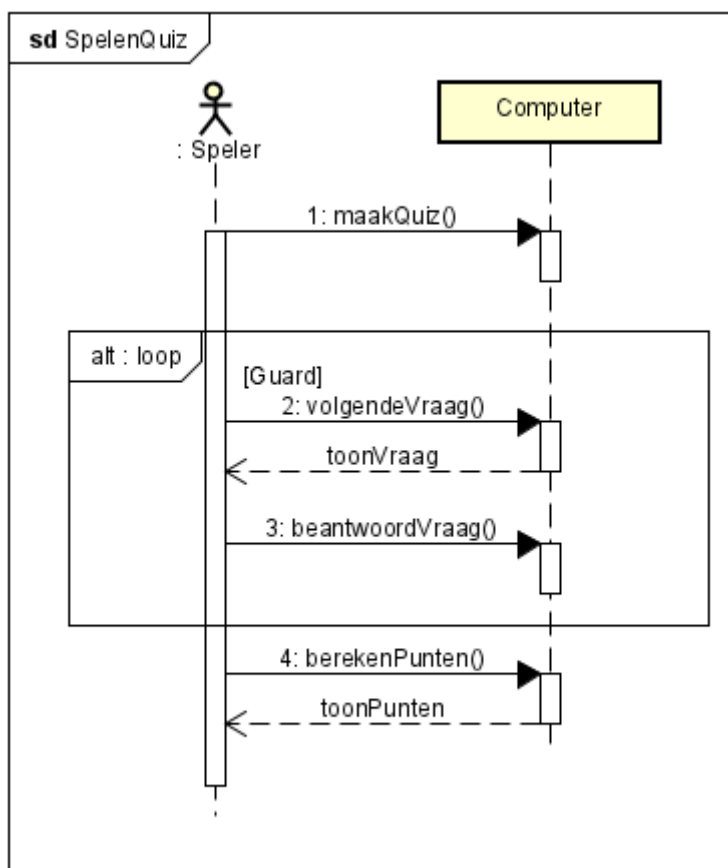 sd SpelenQuiz
: Speler
Computer
1: maakQuiz()
alt : loop
[Guard]
2: volgendeVraag()
toonVraag
3: beantwoordVraag()
4: berekenPunten()
toonPunten